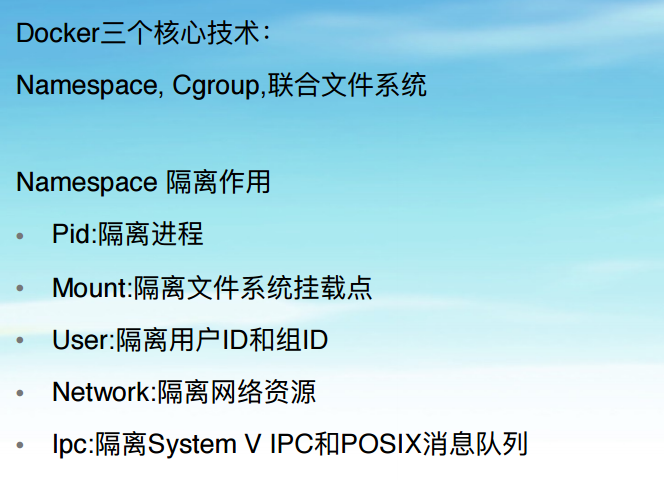 Docker三个核心技术：
Namespace, Cgroup,联合文件系统
Namespace 隔离作用
• Pid:隔离进程
• Mount:隔离文件系统挂载点
• User:隔离用户ID和组ID
• Network:隔离网络资源
• Ipc:隔离System V IPC和POSIX消息队列